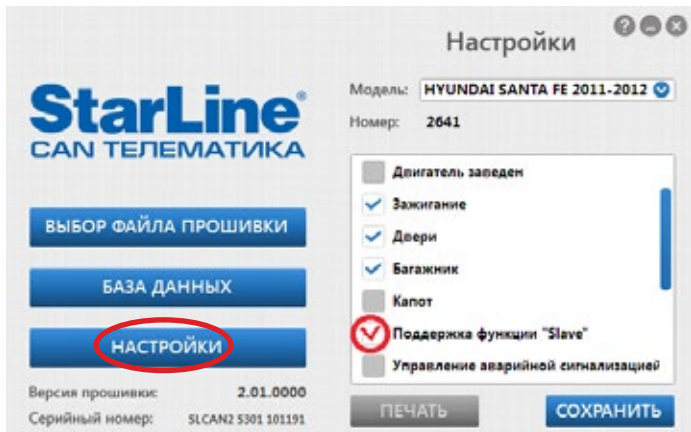 Настройки
StarLine®
CAN ТЕЛЕМАТИКА
ВЫБОР ФАЙЛА ПРОШИВКИ
БАЗА ДАННЫХ
НАСТРОЙКИ
Версия прошивки: 2.01.0000
Серийный номер: SLCAN2 5301 101191
Модель: HYUNDAI SANTA FE 2011-2012
Номер: 2641
Двигатель заведен
Зажигание
Двери
Багажник
Капот
Поддержка функции "Slave"
Управление аварийной сигнализацией
ПЕЧАТЬ
СОХРАНИТЬ